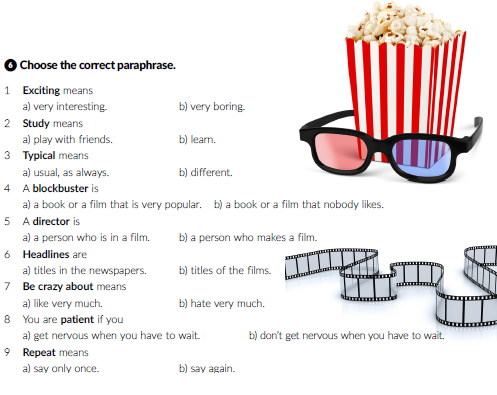 6 Choose the correct paraphrase.
1 Exciting means
a) very interesting. b) very boring.
2 Study means
a) play with friends. b) learn.
3 Typical means
a) usual, as always. b) different.
4 A blockbuster is
a) a book or a film that is very popular. b) a book or a film that nobody likes.
5 A director is
a) a person who is in a film. b) a person who makes a film.
6 Headlines are
a) titles in the newspapers. b) titles of the films.
7 Be crazy about means
a) like very much. b) hate very much.
8 You are patient if you
a) get nervous when you have to wait. b) don't get nervous when you have to wait.
9 Repeat means
a) say only once. b) say again.